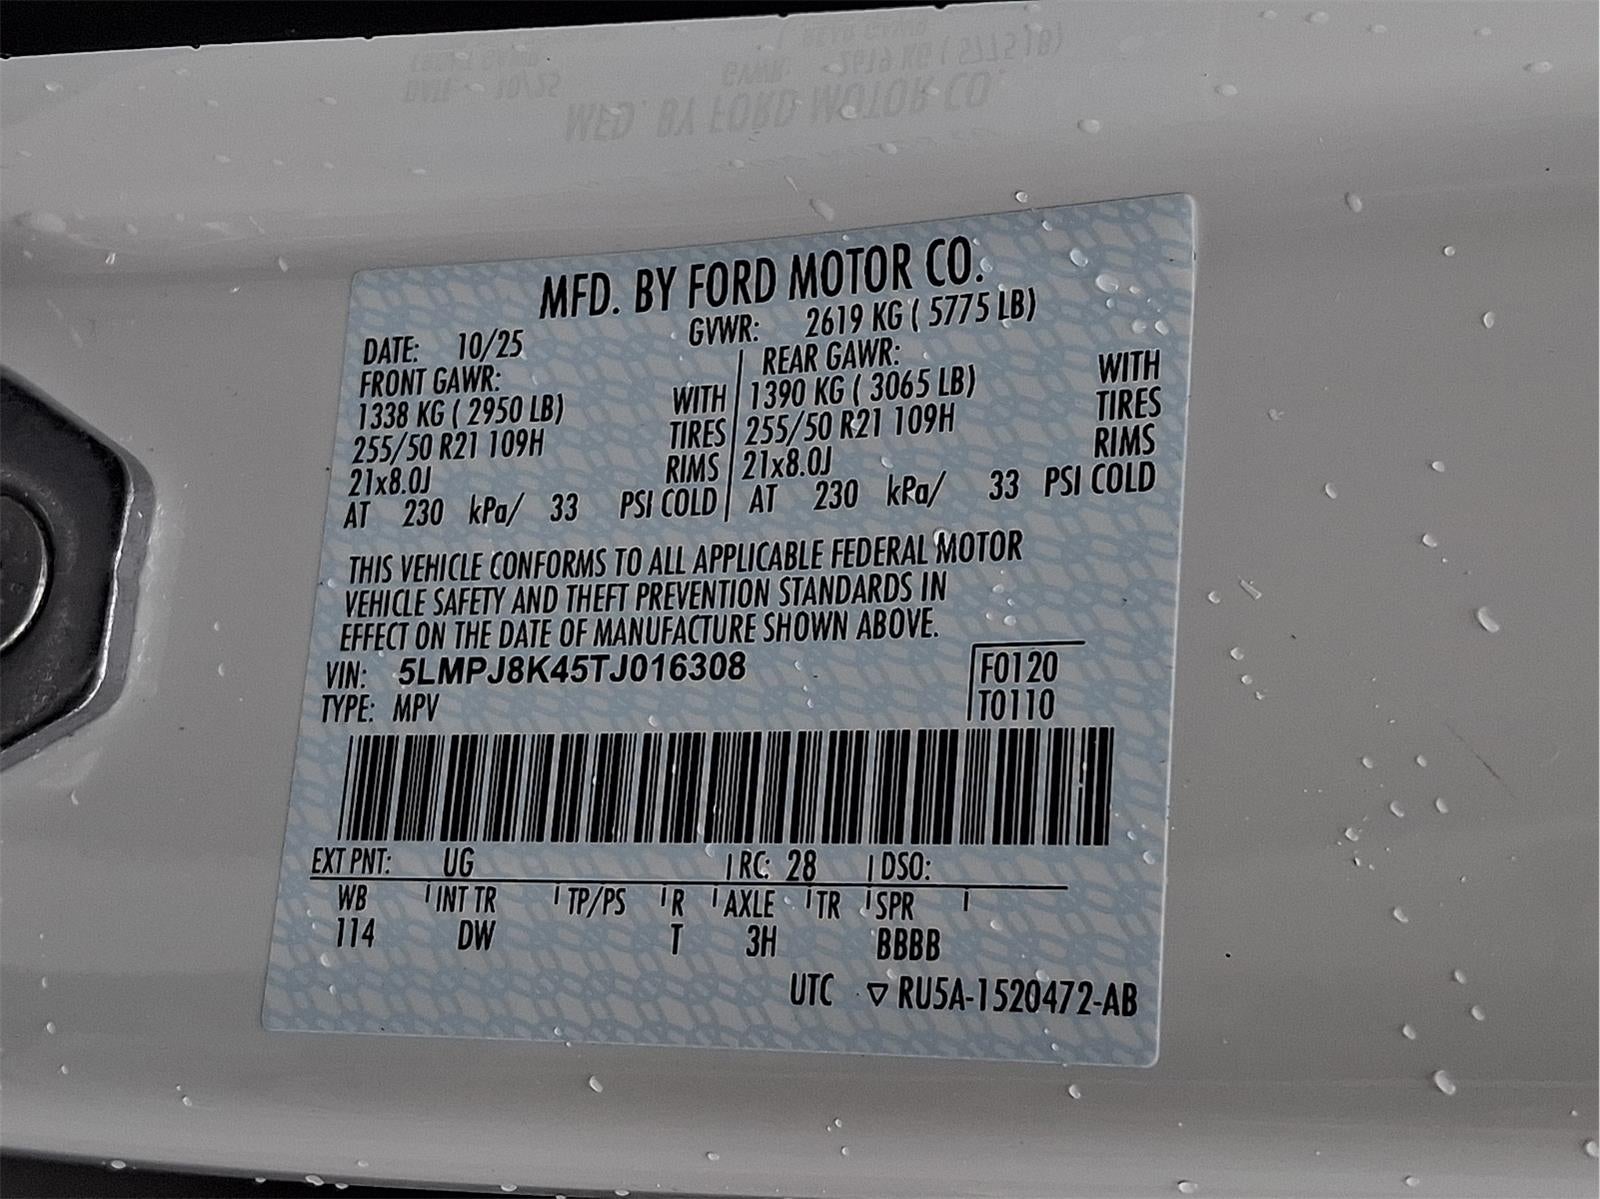 MFD. BY FORD MOTOR CO.
DATE: 10/25 GVWR: 2619 KG ( 5775 LB)
FRONT GAWR: REAR GAWR:
1338 KG ( 2950 LB) WITH 1390 KG ( 3065 LB) WITH
255/50 R21 109H TIRES 255/50 R21 109H TIRES
21x8.0J RIMS 21x8.0J RIMS
AT 230 kPa/ 33 PSI COLD AT 230 kPa/ 33 PSI COLD
THIS VEHICLE CONFORMS TO ALL APPLICABLE FEDERAL MOTOR
VEHICLE SAFETY AND THEFT PREVENTION STANDARDS IN
EFFECT ON THE DATE OF MANUFACTURE SHOWN ABOVE.
VIN: 5LMPJ8K45TJ016308 F0120
TYPE: MPV T0110
EXT PNT: UG RC: 28 DSO:
WB INT TR TP/PS R AXLE TR SPR
114 DW T 3H BBBB
UTC ▽ RU5A-1520472-AB